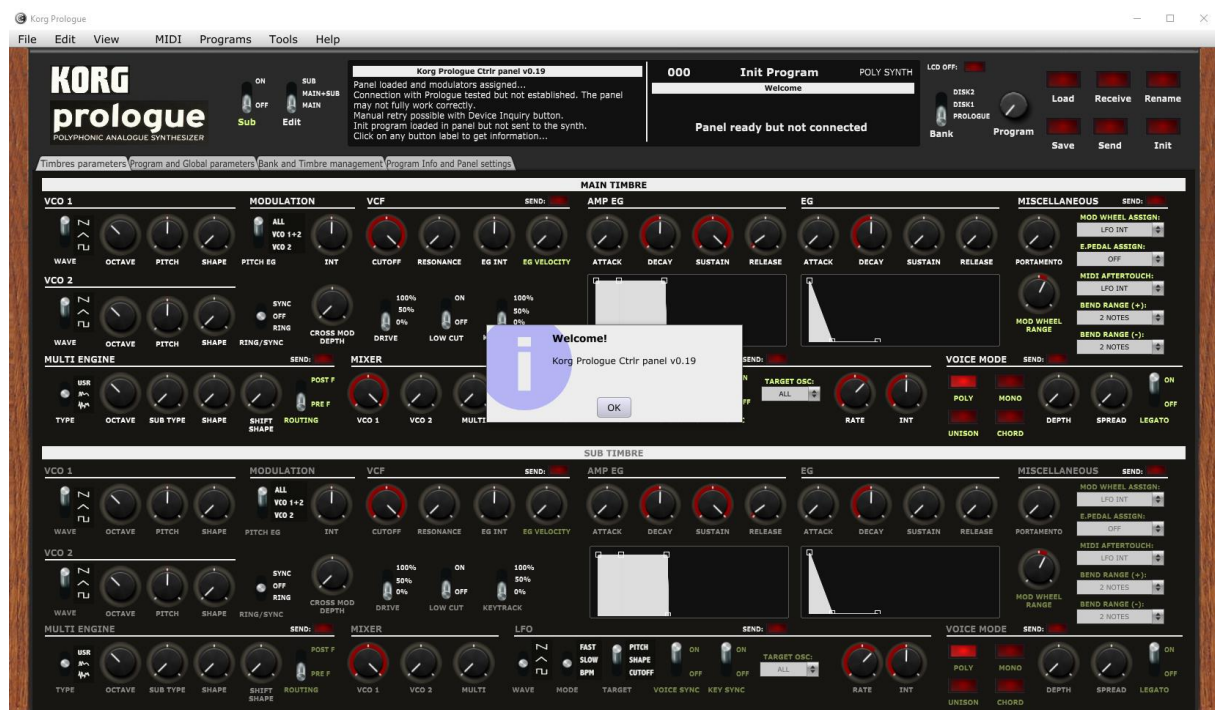 Korg Prologue
File Edit View MIDI Programs Tools Help
KORG
prologue
POLYPHONIC ANALOGUE SYNTHESIZER
ON
OFF
Sub
SUB
MAIN+SUB
MAIN
Edit
Korg Prologue Ctrlr panel v0.19
Panel loaded and modulators assigned...
Connection with Prologue tested but not established. The panel
may not fully work correctly.
Manual retry possible with Device Inquiry button.
Init program loaded in panel but not sent to the synth.
Click on any button label to get information...
000 Init Program POLY SYNTH
Welcome
Panel ready but not connected
LCD OFF:
DISK2
DISK1
PROLOGUE
Bank
Program
Load Receive Rename
Save Send Init
Timbres parameters Program and Global parameters Bank and Timbre management Program Info and Panel settings
MAIN TIMBRE
VCO 1 MODULATION VCF SEND: AMP EG EG MISCELLANEOUS SEND:
ALL
VCO 1+2
VCO 2
MOD WHEEL ASSIGN:
LFO INT
E.PEDAL ASSIGN:
OFF
WAVE OCTAVE PITCH SHAPE PITCH EG INT CUTOFF RESONANCE EG INT EG VELOCITY ATTACK DECAY SUSTAIN RELEASE ATTACK DECAY SUSTAIN RELEASE PORTAMENTO
VCO 2
SYNC
OFF
RING
100%
50%
0%
ON
OFF
100%
50%
0%
MIDI AFTERTOUCH:
LFO INT
BEND RANGE (+):
2 NOTES
BEND RANGE (-):
2 NOTES
MOD WHEEL
RANGE
WAVE OCTAVE PITCH SHAPE RING/SYNC CROSS MOD
DEPTH
DRIVE LOW CUT
Welcome!
Korg Prologue Ctrlr panel v0.19
OK
MULTI ENGINE SEND: MIXER SEND: VOICE MODE SEND:
USR
POST F
PRE F
TARGET OSC:
ALL
POLY MONO
ON
OFF
TYPE OCTAVE SUB TYPE SHAPE SHIFT
SHAPE
ROUTING VCO 1 VCO 2 MULTI RATE INT DEPTH SPREAD LEGATO
UNISON CHORD
SUB TIMBRE
VCO 1 MODULATION VCF SEND: AMP EG EG MISCELLANEOUS SEND:
ALL
VCO 1+2
VCO 2
MOD WHEEL ASSIGN:
LFO INT
E.PEDAL ASSIGN:
OFF
WAVE OCTAVE PITCH SHAPE PITCH EG INT CUTOFF RESONANCE EG INT EG VELOCITY ATTACK DECAY SUSTAIN RELEASE ATTACK DECAY SUSTAIN RELEASE PORTAMENTO
VCO 2
SYNC
OFF
RING
100%
50%
0%
ON
OFF
100%
50%
0%
MIDI AFTERTOUCH:
LFO INT
BEND RANGE (+):
2 NOTES
BEND RANGE (-):
2 NOTES
MOD WHEEL
RANGE
WAVE OCTAVE PITCH SHAPE RING/SYNC CROSS MOD
DEPTH
DRIVE LOW CUT KEYTRACK
MULTI ENGINE SEND: MIXER LFO SEND: VOICE MODE SEND:
USR
POST F
PRE F
FAST
SLOW
BPM
PITCH
SHAPE
CUTOFF
ON
OFF
ON
OFF
TARGET OSC:
ALL
POLY MONO
ON
OFF
TYPE OCTAVE SUB TYPE SHAPE SHIFT
SHAPE
ROUTING VCO 1 VCO 2 MULTI WAVE MODE TARGET VOICE SYNC KEY SYNC RATE INT DEPTH SPREAD LEGATO
UNISON CHORD